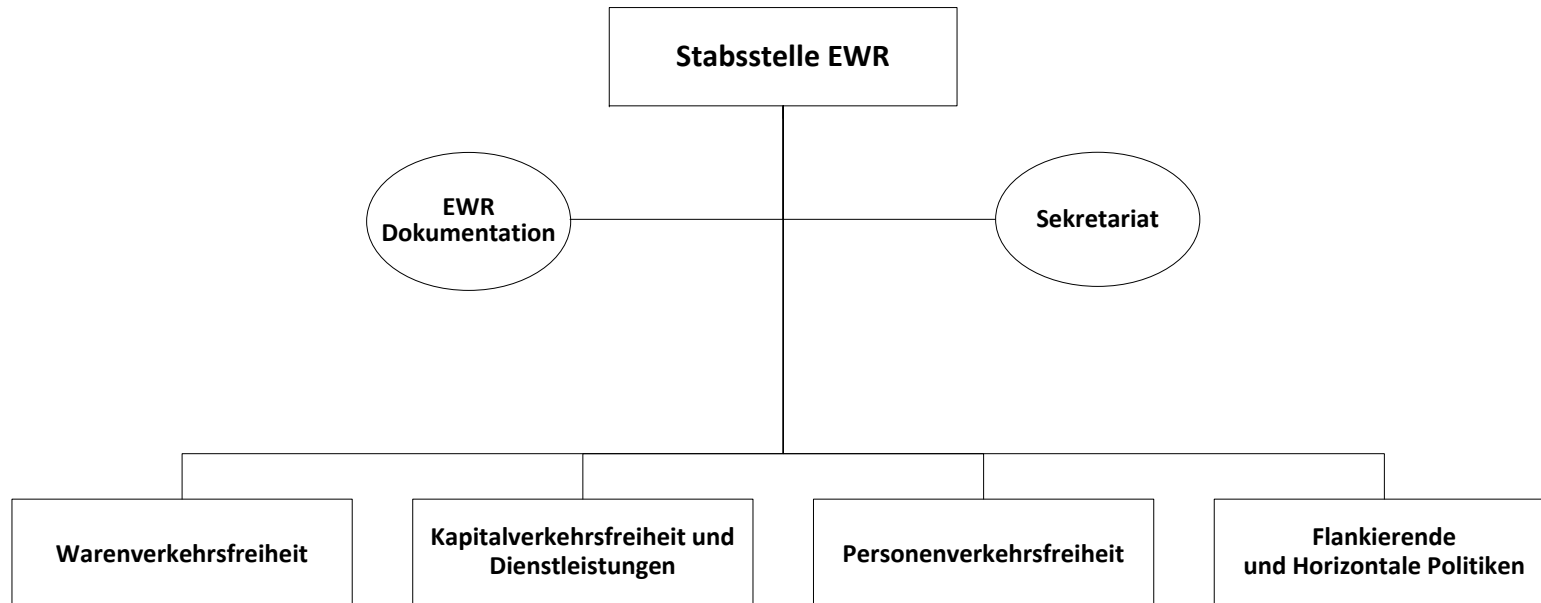 Stabsstelle EWR
EWR
Dokumentation
Sekretariat
Warenverkehrsfreiheit
Kapitalverkehrsfreiheit und
Dienstleistungen
Personenverkehrsfreiheit
Flankierende
und Horizontale Politiken